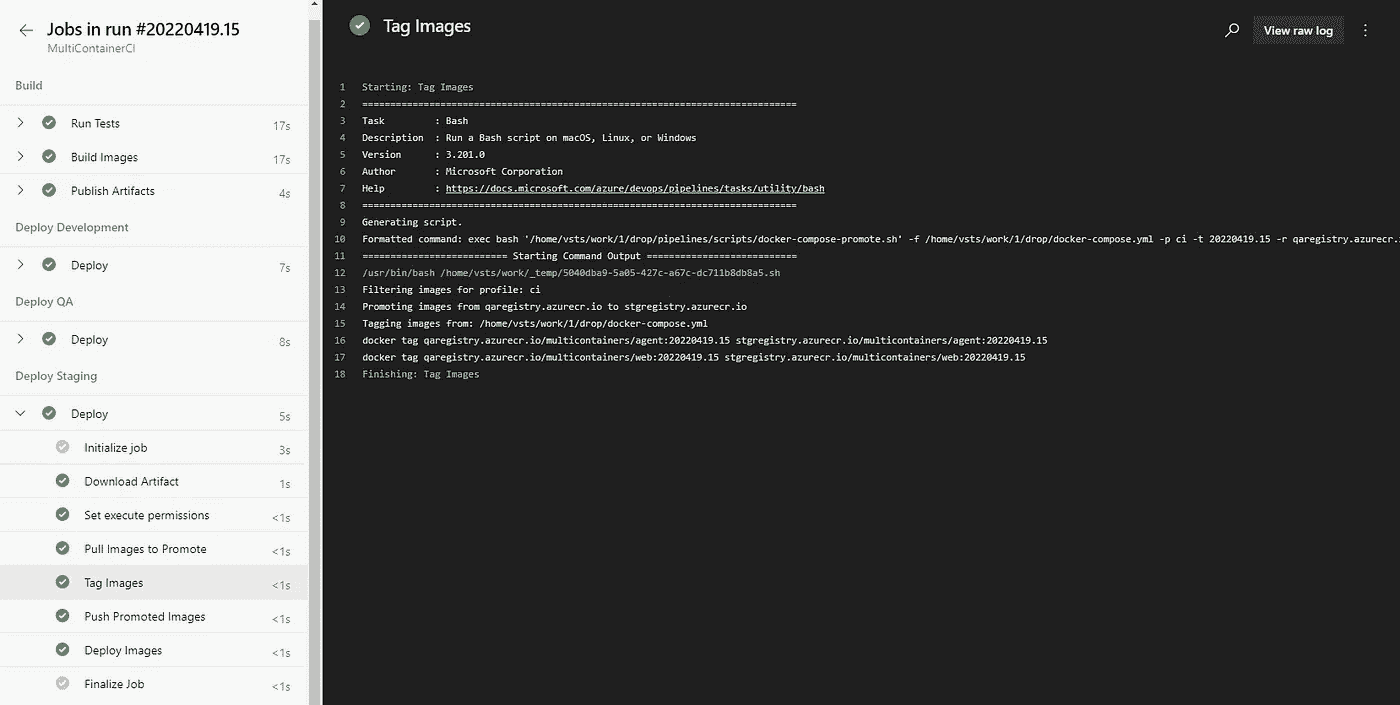 Jobs in run #20220419.15
MultiContainerCI
Build
Run Tests 17s
Build Images 17s
Publish Artifacts 4s
Deploy Development
Deploy 7s
Deploy QA
Deploy 8s
Deploy Staging
Deploy 5s
Initialize job 3s
Download Artifact 1s
Set execute permissions <1s
Pull Images to Promote <1s
Tag Images <1s
Push Promoted Images <1s
Deploy Images <1s
Finalize Job <1s
Tag Images
View raw log
1 Starting: Tag Images
2 ==============================================================================
3 Task : Bash
4 Description : Run a Bash script on macOS, Linux, or Windows
5 Version : 3.201.0
6 Author : Microsoft Corporation
7 Help : https://docs.microsoft.com/azure/devops/pipelines/tasks/utility/bash
8 ==============================================================================
9 Generating script.
10 Formatted command: exec bash '/home/vsts/work/1/drop/pipelines/scripts/docker-compose-promote.sh' -f /home/vsts/work/1/drop/docker-compose.yml -p ci -t 20220419.15 -r qaregistry.azurecr.
11 ========================== Starting Command Output ===========================
12 /usr/bin/bash /home/vsts/work/_temp/5040dba9-5a05-427c-a67c-dc711b8db8a5.sh
13 Filtering images for profile: ci
14 Promoting images from qaregistry.azurecr.io to stgregistry.azurecr.io
15 Tagging images from: /home/vsts/work/1/drop/docker-compose.yml
16 docker tag qaregistry.azurecr.io/multicontainers/agent:20220419.15 stgregistry.azurecr.io/multicontainers/agent:20220419.15
17 docker tag qaregistry.azurecr.io/multicontainers/web:20220419.15 stgregistry.azurecr.io/multicontainers/web:20220419.15
18 Finishing: Tag Images